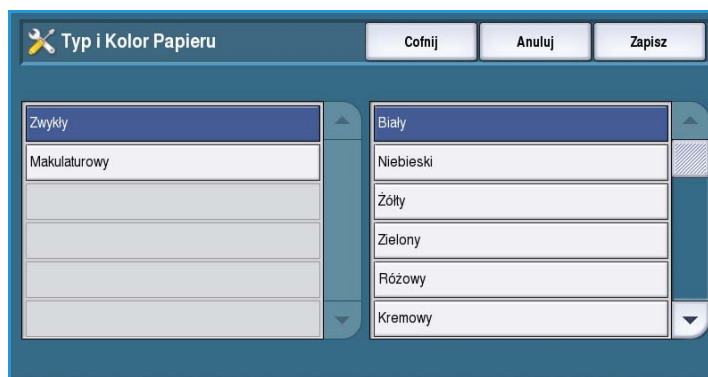 Typ i Kolor Papieru
Cofnij
Anuluj
Zapisz
Zwykły
Makulaturowy
Biały
Niebieski
Żółty
Zielony
Różowy
Kremowy